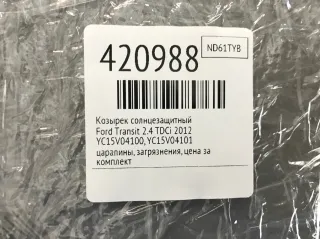 420988
ND61TYB
Козырек солнцезащитный
Ford Transit 2.4 TDCi 2012
YC15V04100, YC15V04101
царапины, загрязнения, цена за
комплект